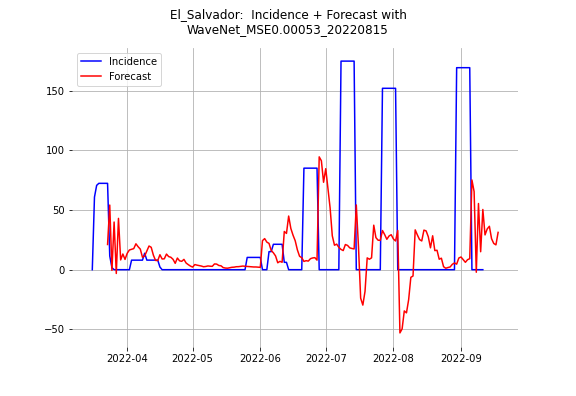 El_Salvador:  Incidence + Forecast with
WaveNet_MSE0.00053_20220815
Incidence
Forecast
150
100
50
0
−50
2022-04 2022-05 2022-06 2022-07 2022-08 2022-09